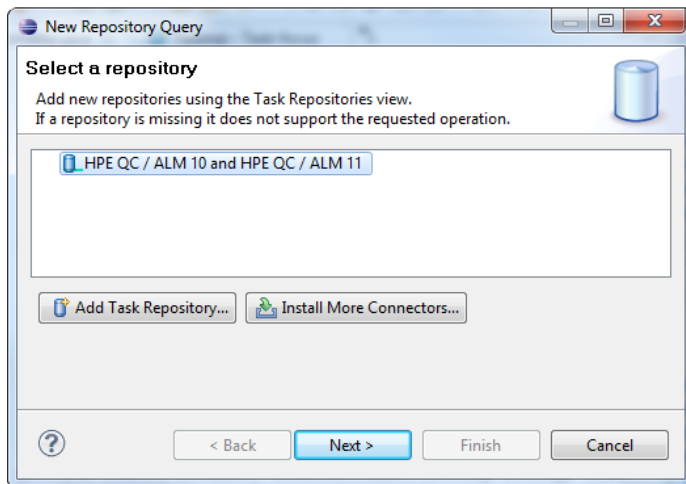 New Repository Query
Select a repository
Add new repositories using the Task Repositories view.
If a repository is missing it does not support the requested operation.
HPE QC / ALM 10 and HPE QC / ALM 11
Add Task Repository... Install More Connectors...
? < Back Next > Finish Cancel